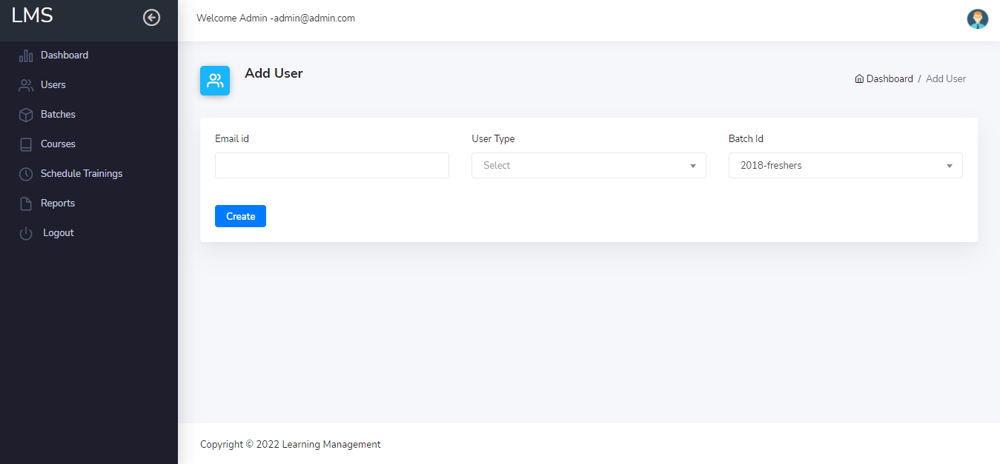 LMS
Welcome Admin -admin@admin.com
Dashboard
Users
Batches
Courses
Schedule Trainings
Reports
Logout
Add User
Dashboard / Add User
Email id
User Type
Batch Id
Select
2018-freshers
Create
Copyright © 2022 Learning Management